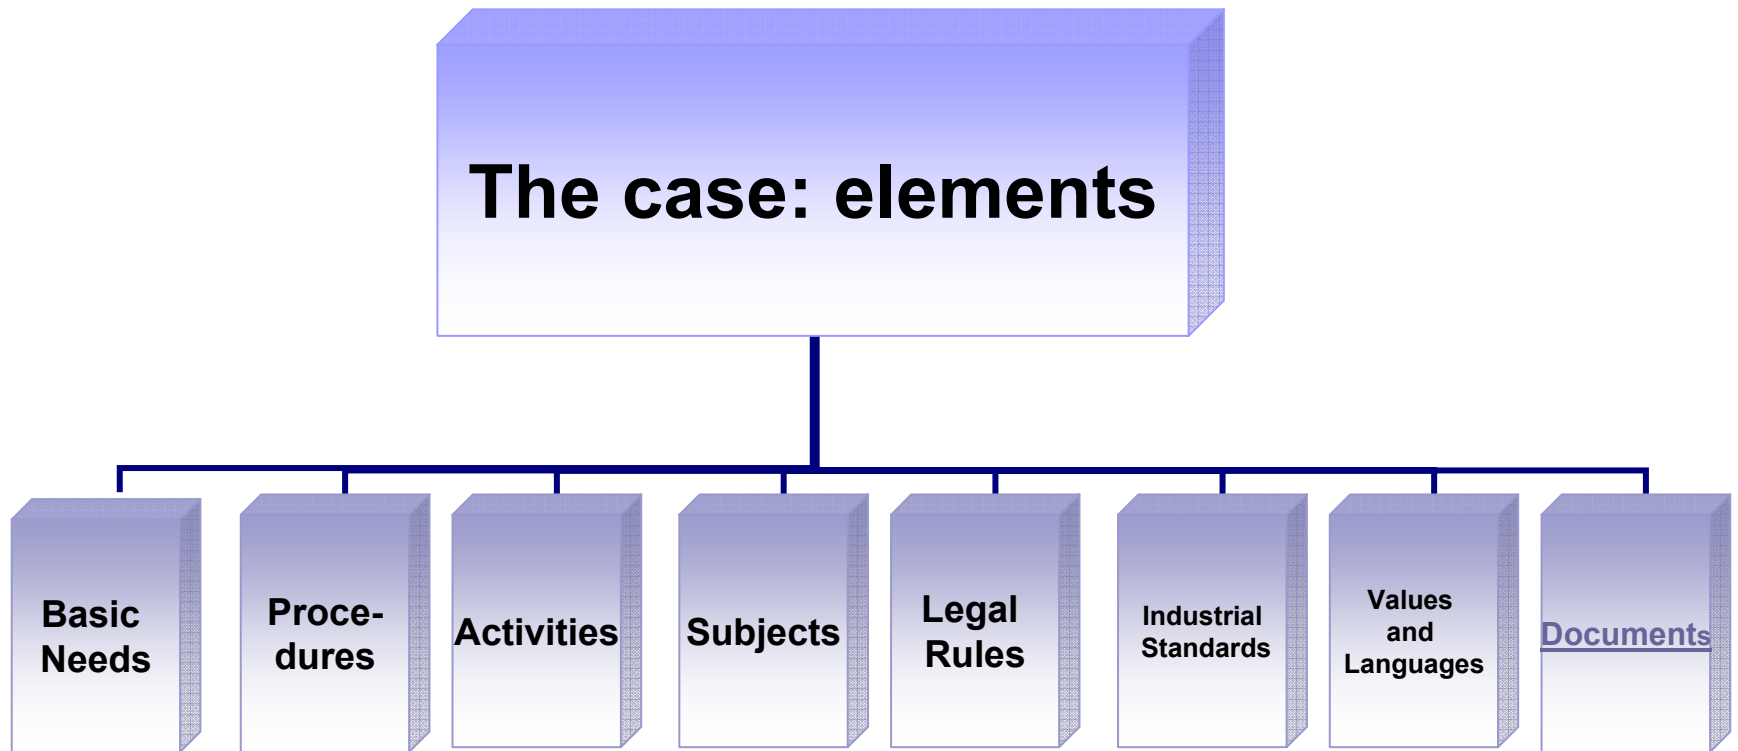 The case: elements
Basic
Needs
Proce-
dures
Activities
Subjects
Legal
Rules
Industrial
Standards
Values
and
Languages
Documents